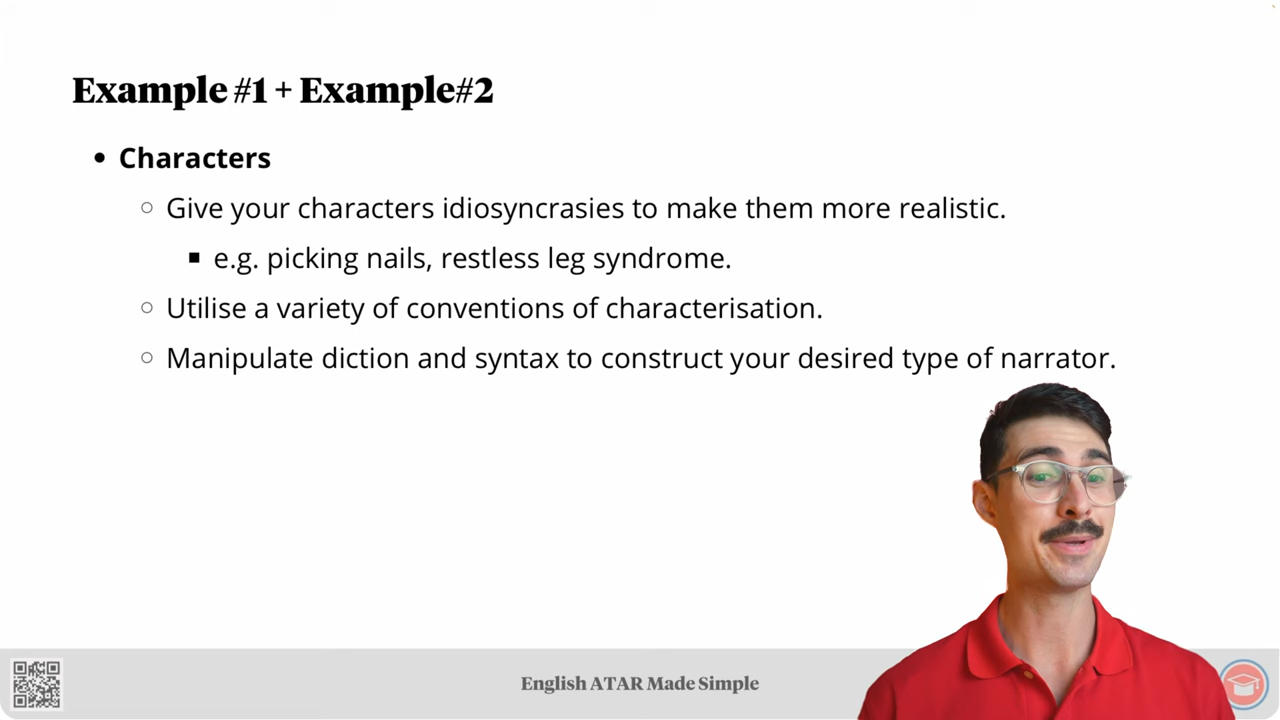 Example #1 + Example#2
• Characters
○ Give your characters idiosyncrasies to make them more realistic.
■ e.g. picking nails, restless leg syndrome.
○ Utilise a variety of conventions of characterisation.
○ Manipulate diction and syntax to construct your desired type of narrator.
English ATAR Made Simple